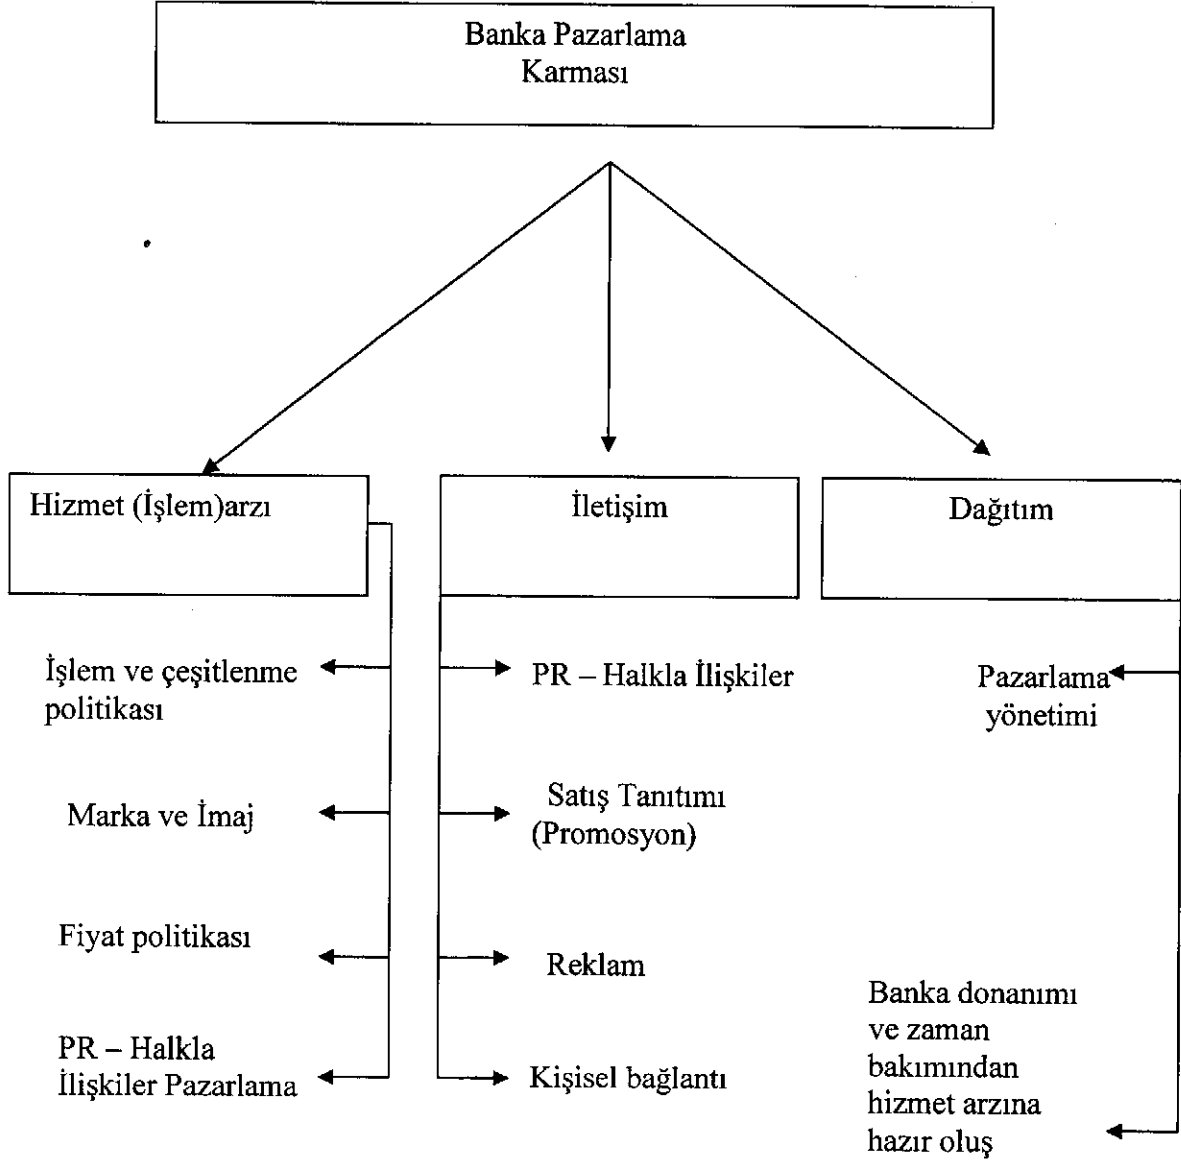 Banka Pazarlama
Karması
Hizmet (İşlem)arzı
İşlem ve çeşitlenme
politikası
Marka ve İmaj
Fiyat politikası
PR – Halkla
İlişkiler Pazarlama
İletişim
PR – Halkla İlişkiler
Satış Tanıtımı
(Promosyon)
Reklam
Kişisel bağlantı
Dağıtım
Pazarlama
yönetimi
Banka donanımı
ve zaman
bakımından
hizmet arzına
hazır oluş